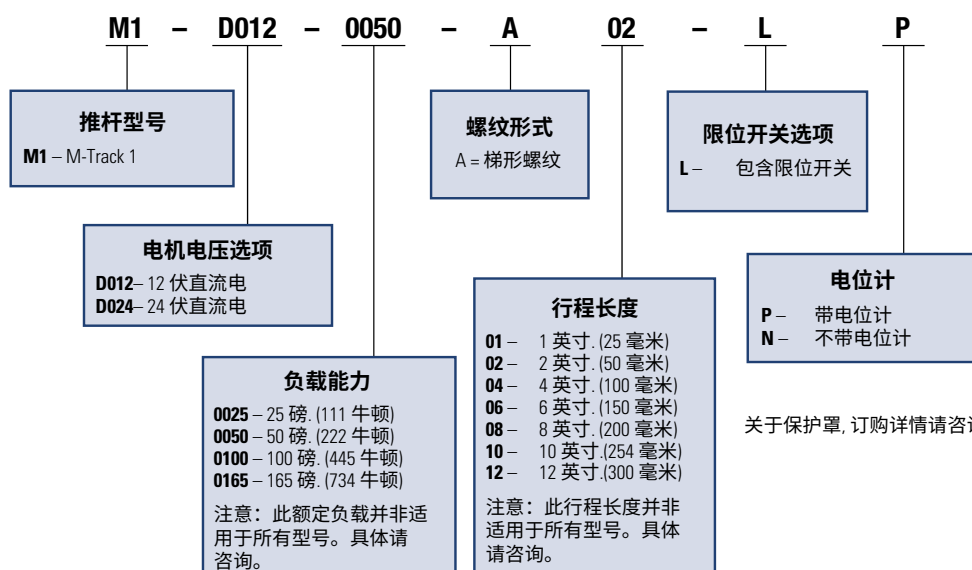 M1 – D012 – 0050 – A 02 – L P
推杆型号
M1 – M-Track 1
电机电压选项
D012– 12 伏直流电
D024– 24 伏直流电
负载能力
0025 – 25 磅. (111 牛顿)
0050 – 50 磅. (222 牛顿)
0100 – 100 磅. (445 牛顿)
0165 – 165 磅. (734 牛顿)
注意：此额定负载并非适
用于所有型号。具体请
咨询。
螺纹形式
A = 梯形螺纹
行程长度
01 – 1 英寸. (25 毫米)
02 – 2 英寸. (50 毫米)
04 – 4 英寸. (100 毫米)
06 – 6 英寸. (150 毫米)
08 – 8 英寸. (200 毫米)
10 – 10 英寸.(254 毫米)
12 – 12 英寸.(300 毫米)
注意：此行程长度并非
适用于所有型号。具体
请咨询。
限位开关选项
L – 包含限位开关
电位计
P – 带电位计
N – 不带电位计
关于保护罩, 订购详情请咨